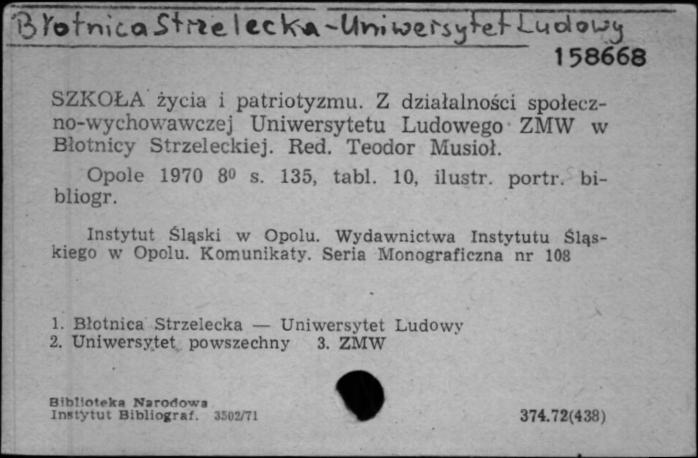 Błotnica Strzelecka-Uniwersytet Ludowy
158668
SZKOŁA życia i patriotyzmu. Z działalności społecz-
no-wychowawczej Uniwersytetu Ludowego ZMW w
Błotnicy Strzeleckiej. Red. Teodor Musioł.
Opole 1970 8⁰ s. 135, tabl. 10, ilustr. portr. bi-
bliogr.
Instytut Śląski w Opolu. Wydawnictwa Instytutu Śląs-
kiego w Opolu. Komunikaty. Seria Monograficzna nr 108
1. Błotnica Strzelecka — Uniwersytet Ludowy
2. Uniwersytet powszechny 3. ZMW
Biblioteka Narodowa
Instytut Bibliograf. 3502/71
374.72(438)